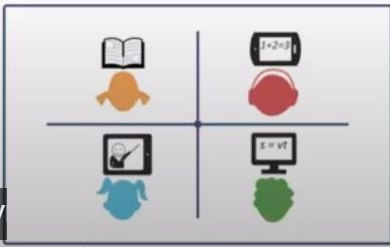 1+2=3
s = vt